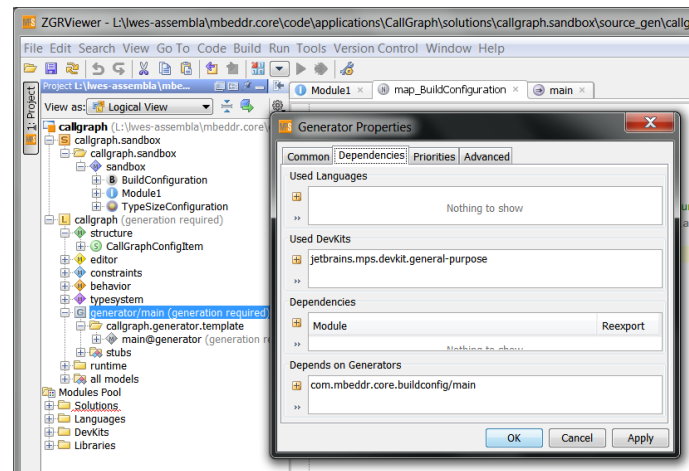 ZGRViewer - L:\lwes-assembla\mbeddr.core\code\applications\CallGraph\solutions\callgraph.sandbox\source_gen\callg
File Edit Search View Go To Code Build Run Tools Version Control Window Help
1: Project
Project L:\lwes-assembla\mbe...
Module1
map_BuildConfiguration
main
View as: Logical View
callgraph (L:\lwes-assembla\mbeddr.core\
callgraph.sandbox
callgraph.sandbox
sandbox
BuildConfiguration
Module1
TypeSizeConfiguration
callgraph (generation required)
structure
CallGraphConfigItem
editor
constraints
behavior
typesystem
generator/main (generation required)
callgraph.generator.template
main@generator (generation r
stubs
runtime
all models
Modules Pool
Solutions
Languages
DevKits
Libraries
Generator Properties
Common Dependencies Priorities Advanced
Used Languages
Nothing to show
Used DevKits
jetbrains.mps.devkit.general-purpose
Dependencies
Module Reexport
Nothing to show
Depends on Generators
com.mbeddr.core.buildconfig/main
OK Cancel Apply